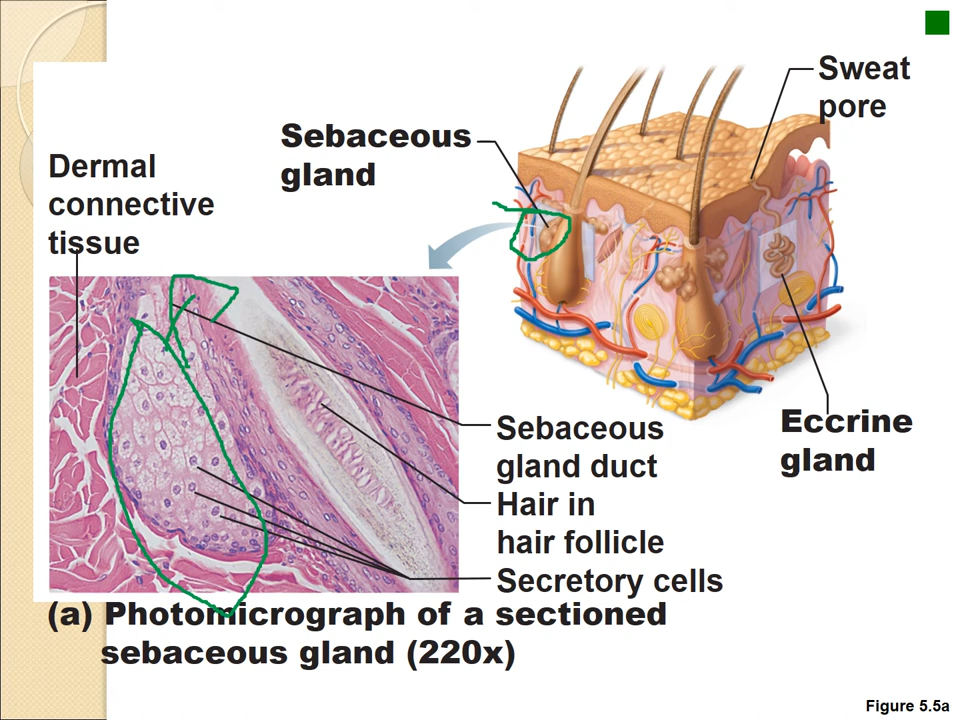 Sweat
pore
Sebaceous
gland
Dermal
connective
tissue
Sebaceous
gland duct
Hair in
hair follicle
Secretory cells
Eccrine
gland
(a) Photomicrograph of a sectioned
sebaceous gland (220x)
Figure 5.5a